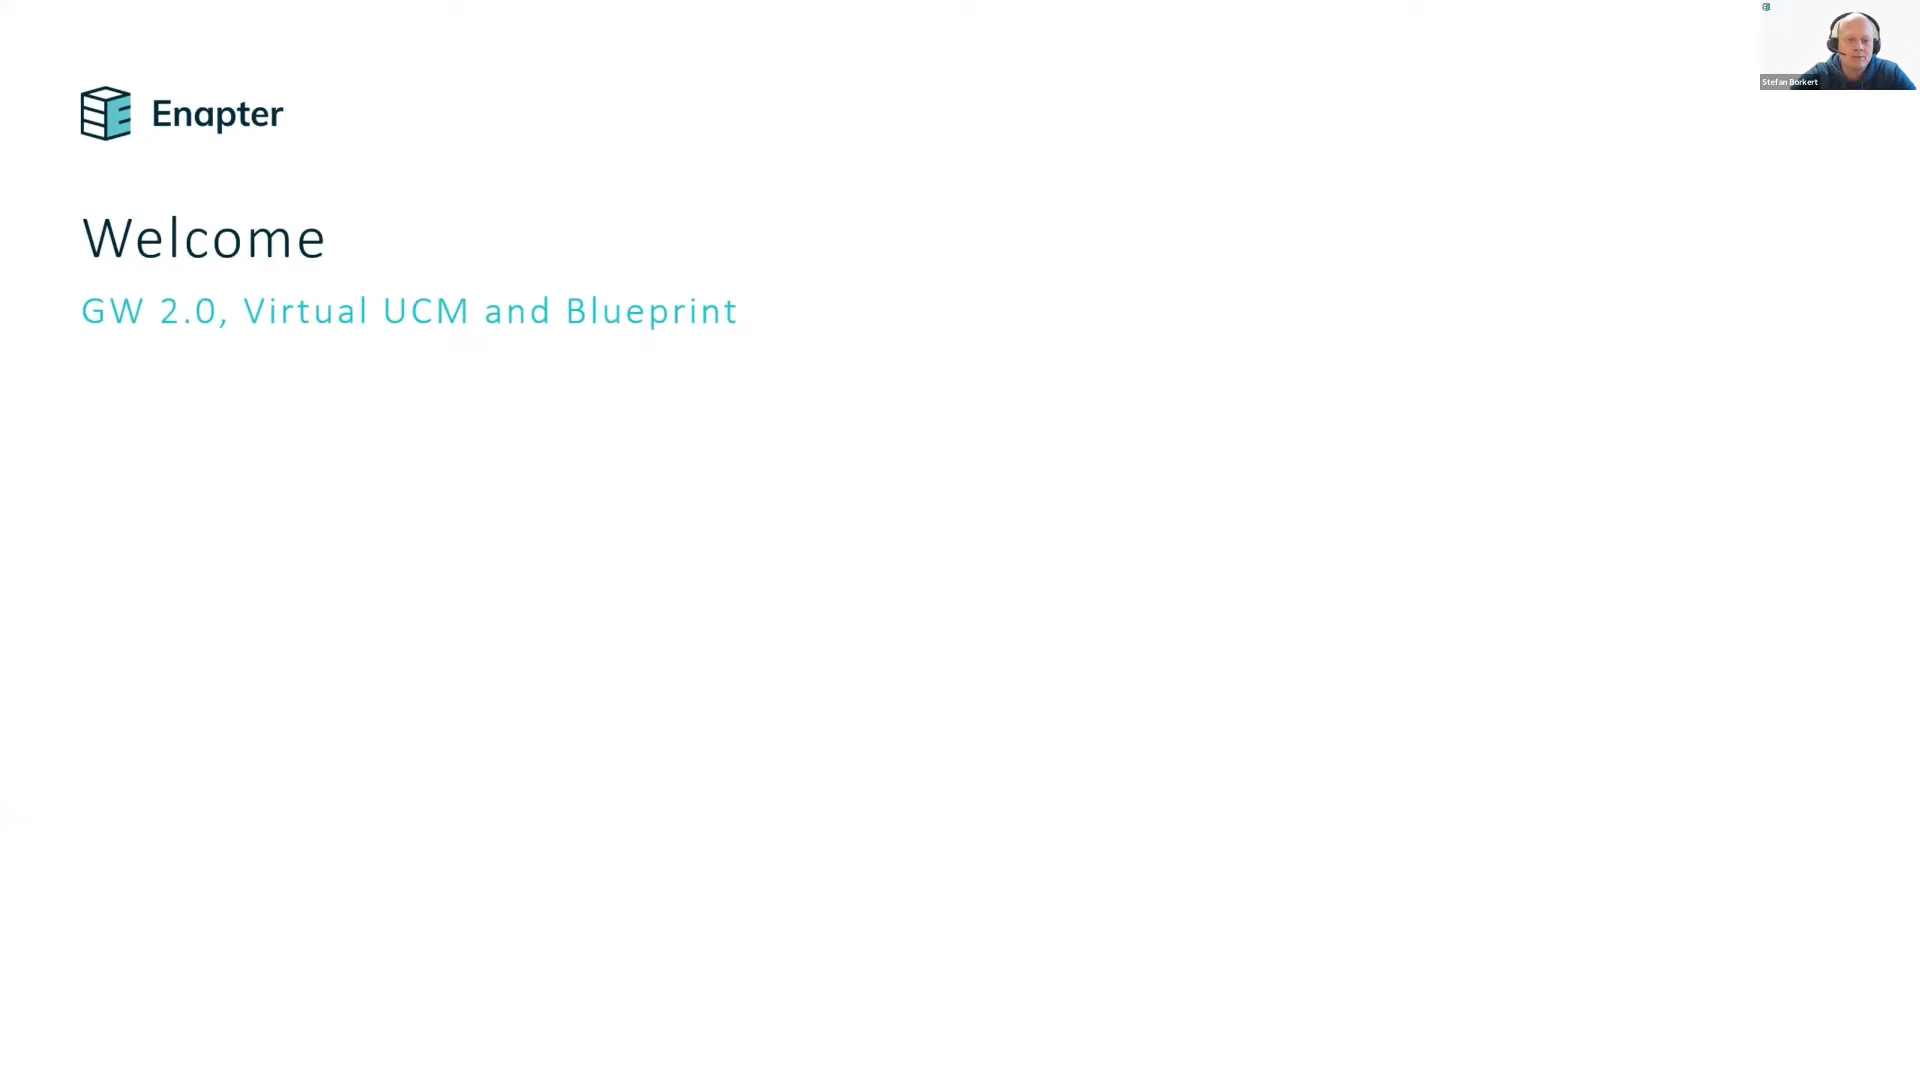 Enapter
Welcome
GW 2.0, Virtual UCM and Blueprint
Stefan Borkert